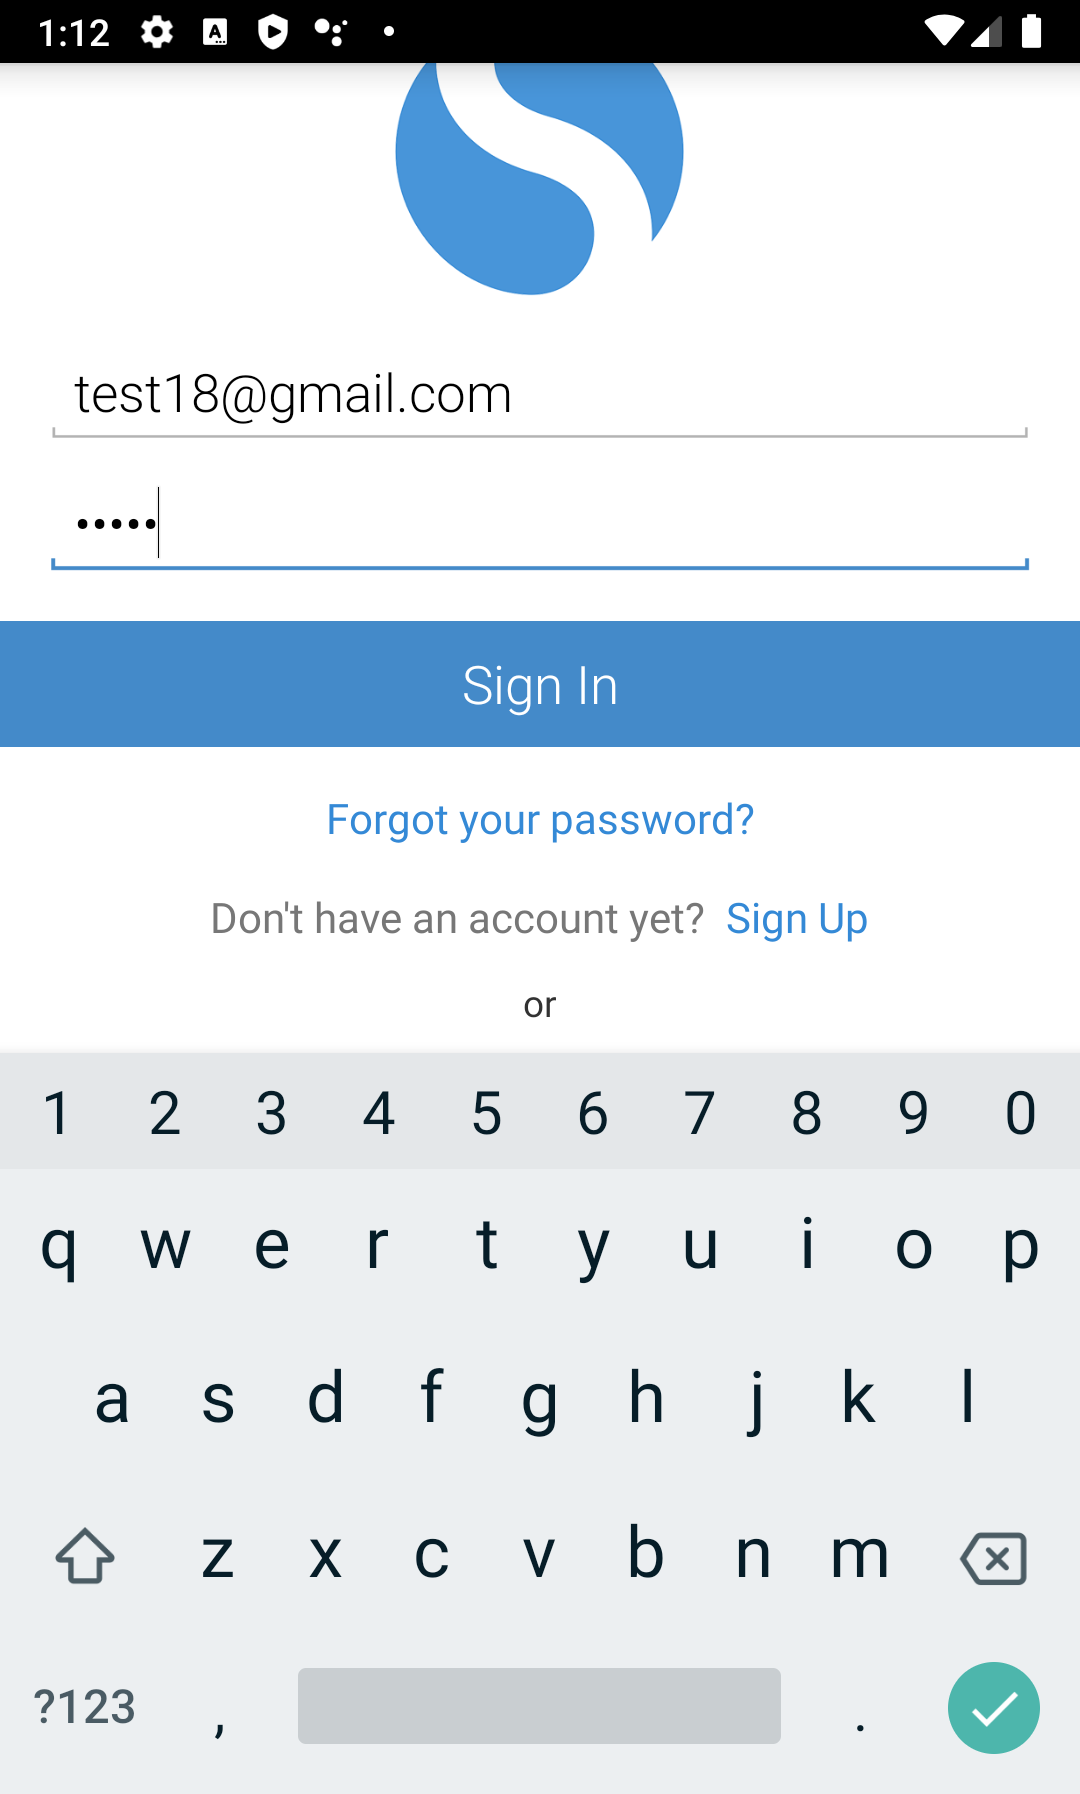 1:12
test18@gmail.com
•••••
Sign In
Forgot your password?
Don't have an account yet? Sign Up
or
1 2 3 4 5 6 7 8 9 0
q w e r t y u i o p
a s d f g h j k l
z x c v b n m
?123 , .